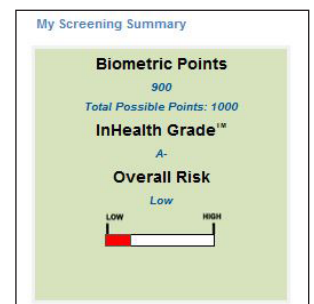 My Screening Summary
Biometric Points
900
Total Possible Points: 1000
InHealth Grade™
A-
Overall Risk
Low
LOW HIGH